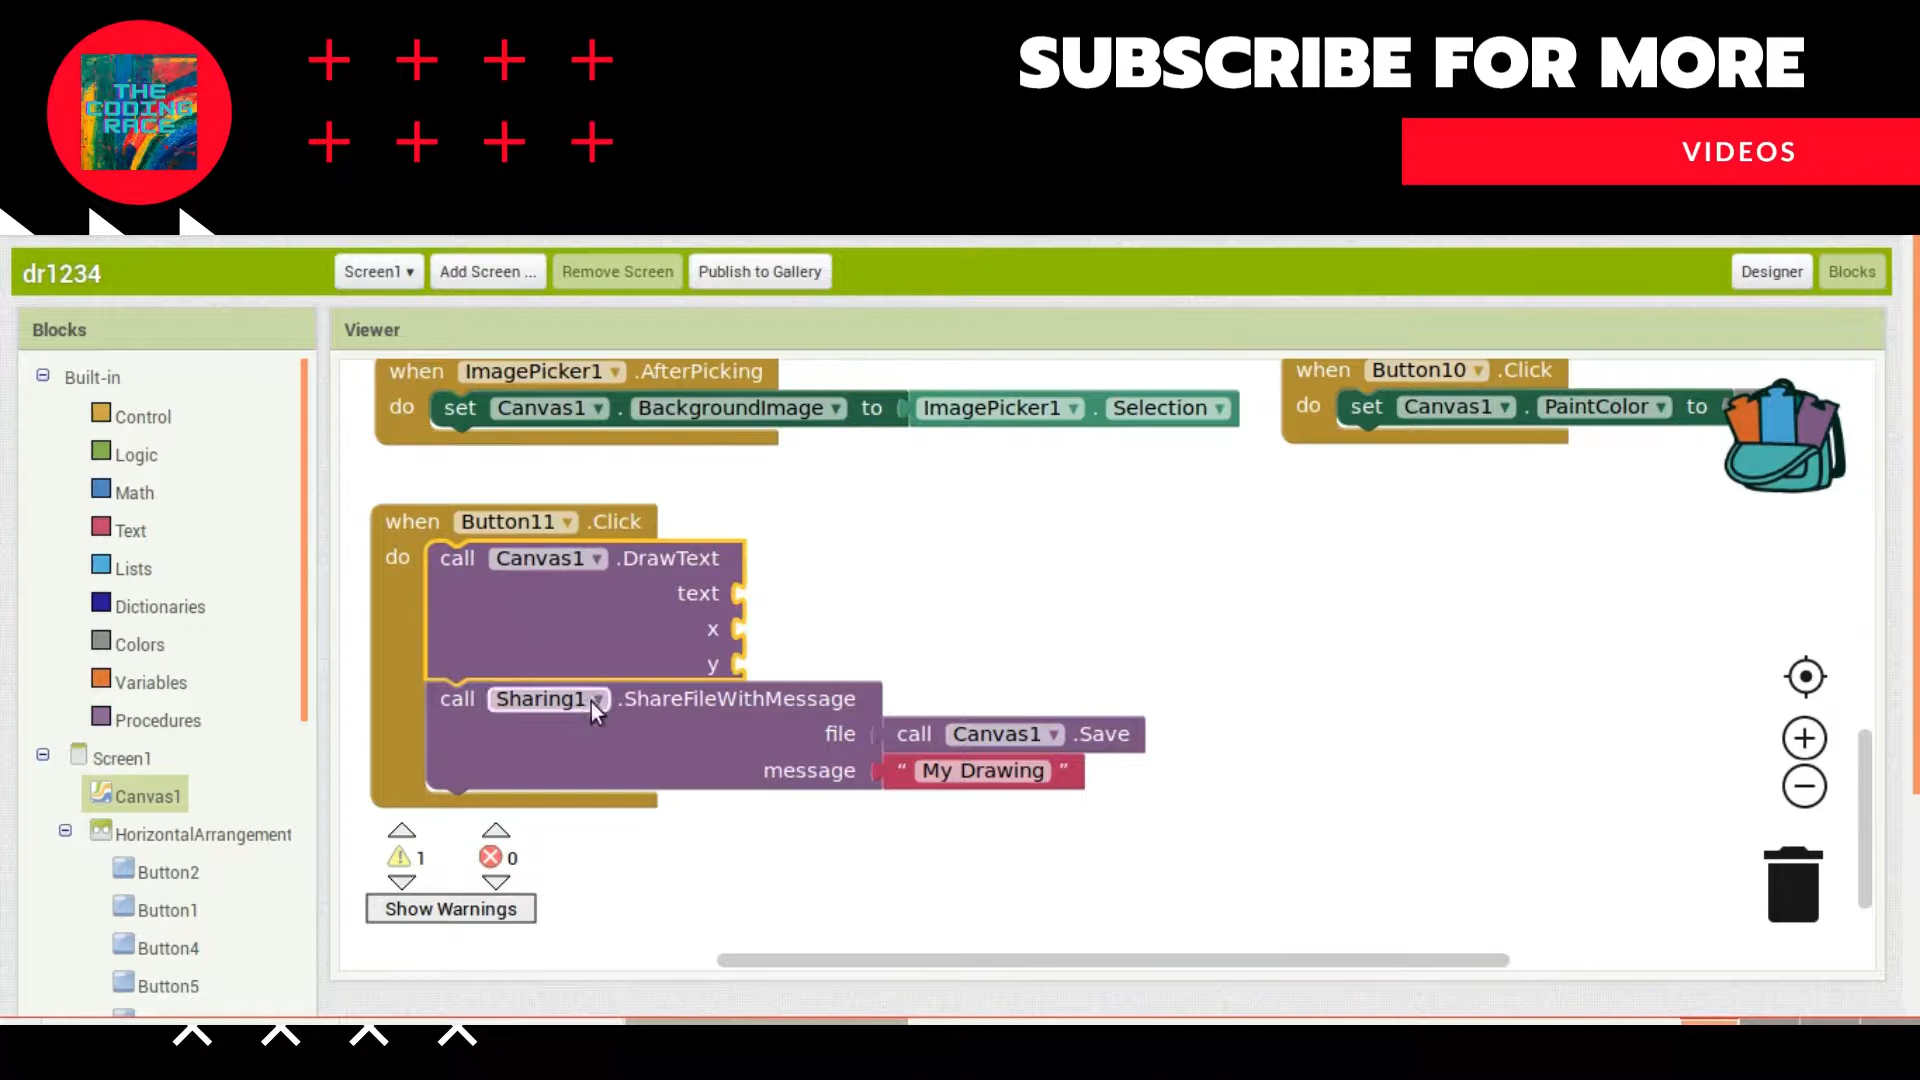 THE
CODING
RACE
SUBSCRIBE FOR MORE
VIDEOS
dr1234
Screen1 ▾
Add Screen ...
Remove Screen
Publish to Gallery
Designer
Blocks
Blocks
Viewer
Built-in
Control
Logic
Math
Text
Lists
Dictionaries
Colors
Variables
Procedures
Screen1
Canvas1
HorizontalArrangement
Button2
Button1
Button4
Button5
when ImagePicker1 ▾ .AfterPicking
do set Canvas1 ▾ . BackgroundImage ▾ to ImagePicker1 ▾ . Selection ▾
when Button10 ▾ .Click
do set Canvas1 ▾ . PaintColor ▾ to
when Button11 ▾ .Click
do call Canvas1 ▾ .DrawText
text
x
y
call Sharing1 ▾ .ShareFileWithMessage
file call Canvas1 ▾ .Save
message “ My Drawing ”
1
0
Show Warnings